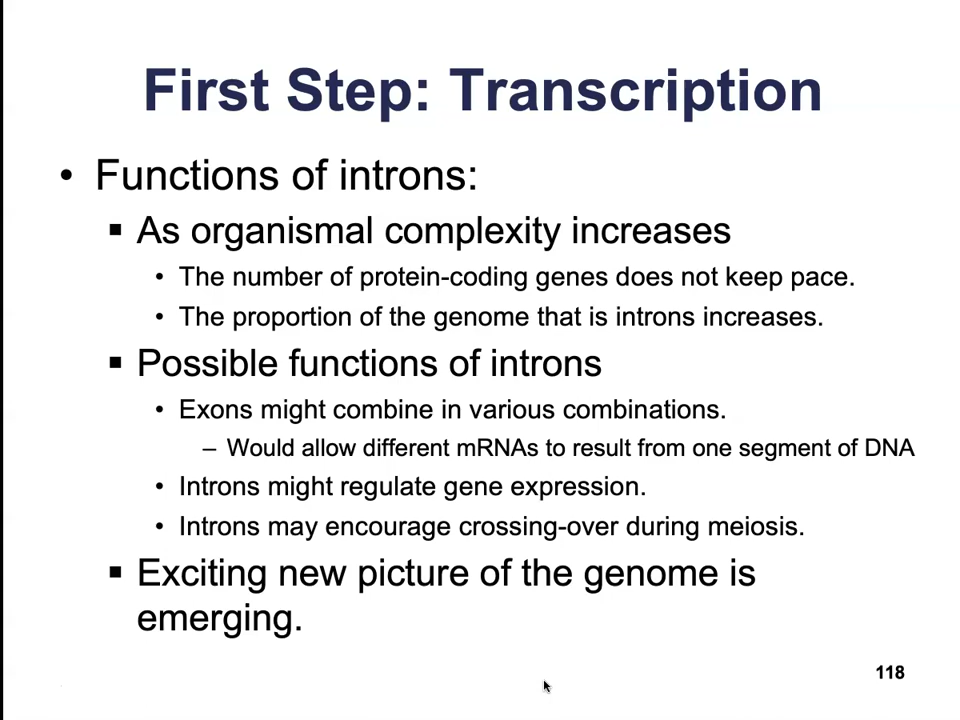 First Step: Transcription
• Functions of introns:
▪ As organismal complexity increases
• The number of protein-coding genes does not keep pace.
• The proportion of the genome that is introns increases.
▪ Possible functions of introns
• Exons might combine in various combinations.
– Would allow different mRNAs to result from one segment of DNA
• Introns might regulate gene expression.
• Introns may encourage crossing-over during meiosis.
▪ Exciting new picture of the genome is
emerging.
118